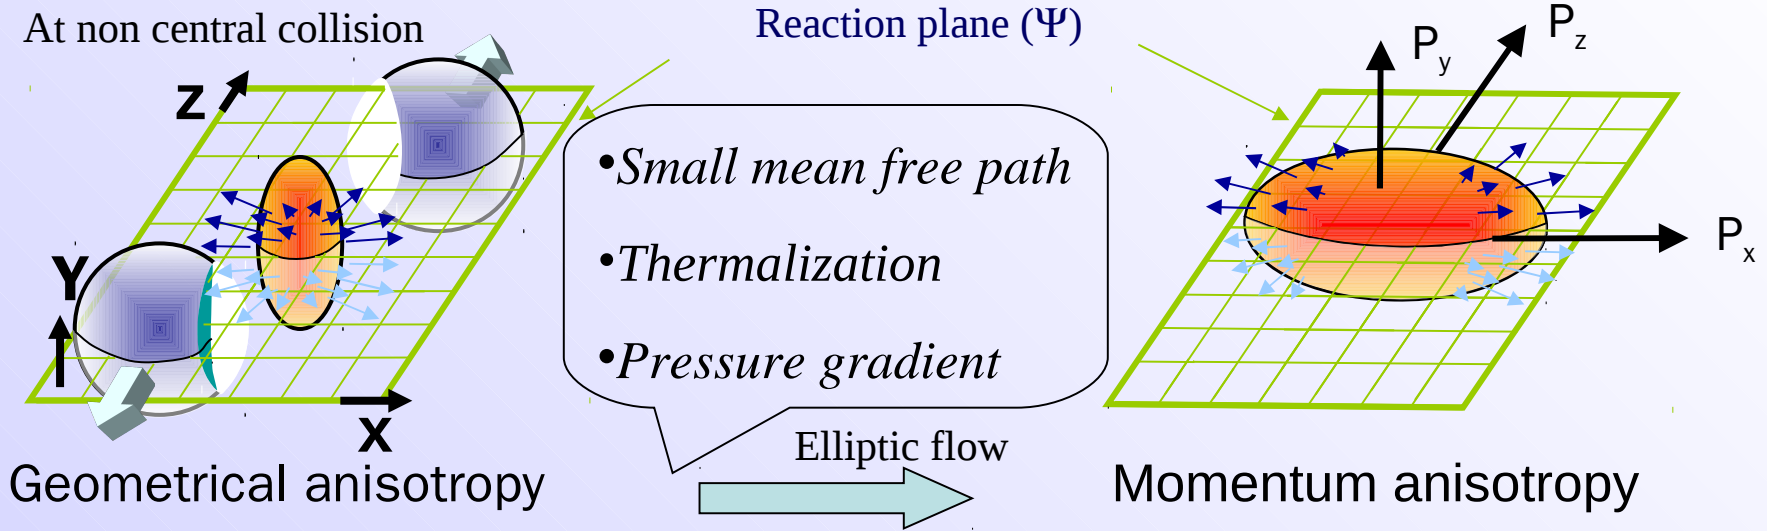 At non central collision
Reaction plane (Ψ)
Z
Y
X
•Small mean free path
•Thermalization
•Pressure gradient
Elliptic flow
Py
Pz
Px
Geometrical anisotropy
Momentum anisotropy